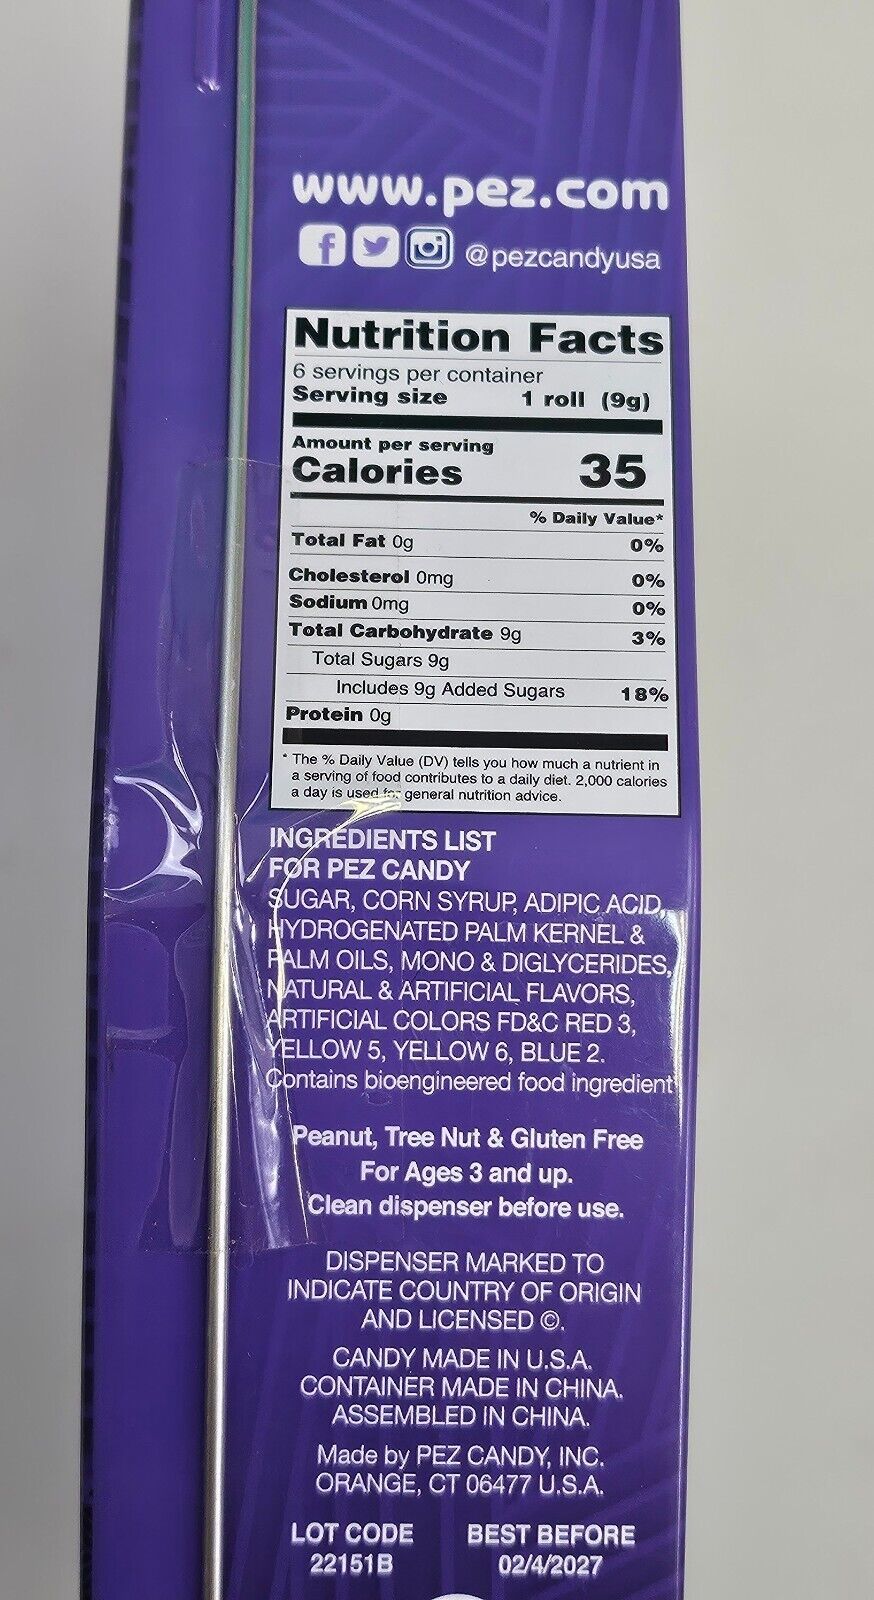 www.pez.com
@pezcandyusa
Nutrition Facts
6 servings per container
Serving size 1 roll (9g)
Amount per serving
Calories 35
% Daily Value*
Total Fat 0g 0%
Cholesterol 0mg 0%
Sodium 0mg 0%
Total Carbohydrate 9g 3%
Total Sugars 9g
Includes 9g Added Sugars 18%
Protein 0g
* The % Daily Value (DV) tells you how much a nutrient in
a serving of food contributes to a daily diet. 2,000 calories
a day is used for general nutrition advice.
INGREDIENTS LIST
FOR PEZ CANDY
SUGAR, CORN SYRUP, ADIPIC ACID,
HYDROGENATED PALM KERNEL &
PALM OILS, MONO & DIGLYCERIDES,
NATURAL & ARTIFICIAL FLAVORS,
ARTIFICIAL COLORS FD&C RED 3,
YELLOW 5, YELLOW 6, BLUE 2.
Contains bioengineered food ingredient
Peanut, Tree Nut & Gluten Free
For Ages 3 and up.
Clean dispenser before use.
DISPENSER MARKED TO
INDICATE COUNTRY OF ORIGIN
AND LICENSED ©.
CANDY MADE IN U.S.A.
CONTAINER MADE IN CHINA.
ASSEMBLED IN CHINA.
Made by PEZ CANDY, INC.
ORANGE, CT 06477 U.S.A.
LOT CODE BEST BEFORE
22151B 02/4/2027